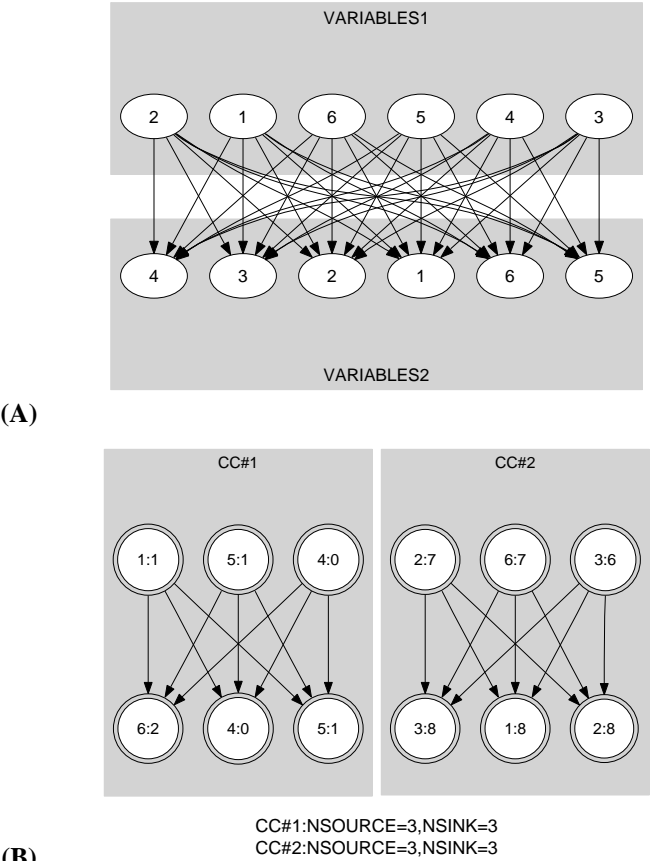 VARIABLES1
2 1 6 5 4 3
4 3 2 1 6 5
VARIABLES2
(A)
CC#1 CC#2
1:1 5:1 4:0 2:7 6:7 3:6
6:2 4:0 5:1 3:8 1:8 2:8
CC#1:NSOURCE=3,NSINK=3
CC#2:NSOURCE=3,NSINK=3
(B)